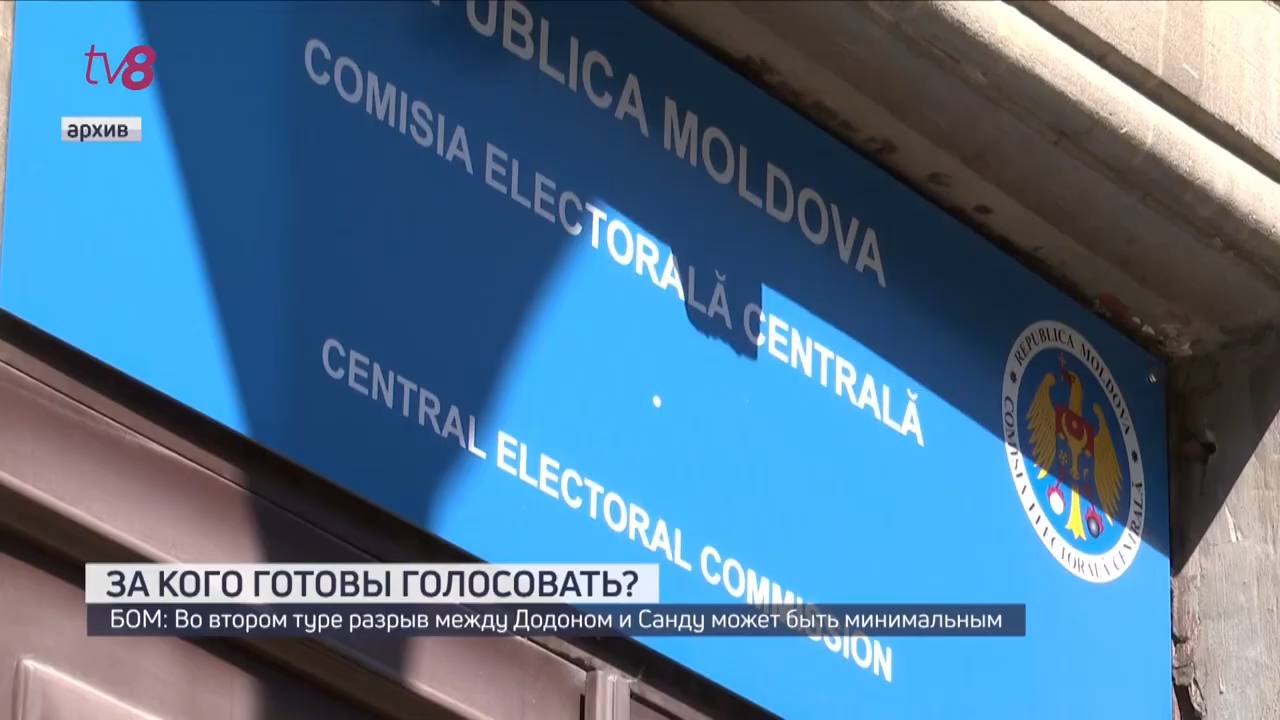 tv8
архив
PUBLICA MOLDOVA
COMISIA ELECTORALĂ CENTRALĂ
CENTRAL ELECTORAL COMMISSION
REPUBLICA MOLDOVA
COMISIA ELECTORALĂ CENTRALĂ
ЗА КОГО ГОТОВЫ ГОЛОСОВАТЬ?
БОМ: Во втором туре разрыв между Додоном и Санду может быть минимальным